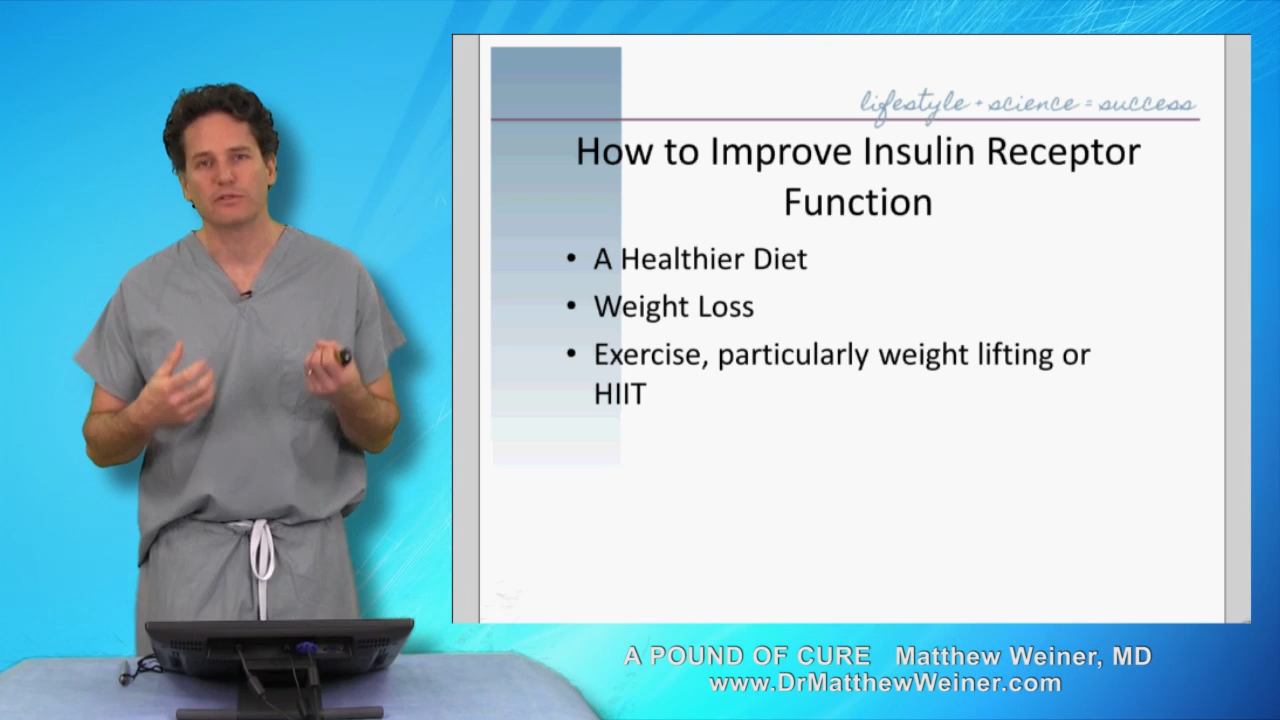 lifestyle + science = success
How to Improve Insulin Receptor
Function
• A Healthier Diet
• Weight Loss
• Exercise, particularly weight lifting or
HIIT
A POUND OF CURE Matthew Weiner, MD
www.DrMatthewWeiner.com